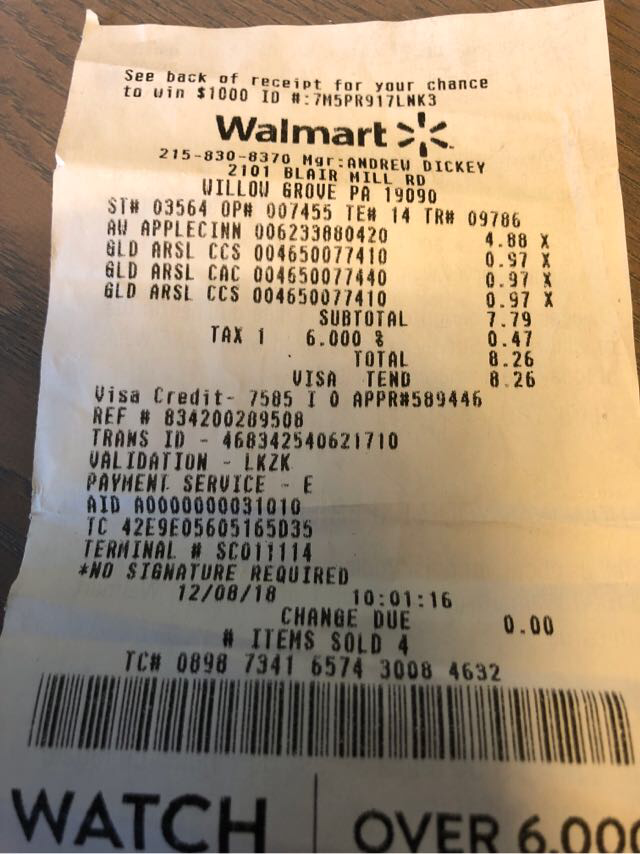 See back of receipt for your chance
to win $1000 ID #:7M5PR917LNK3
Walmart
215-830-8370 Mgr:ANDREW DICKEY
2101 BLAIR MILL RD
WILLOW GROVE PA 19090
ST# 03564 OP# 007455 TE# 14 TR# 09786
AW APPLECINN 006233880420 4.88 X
GLD ARSL CCS 004650077410 0.97 X
GLD ARSL CAC 004650077440 0.97 X
GLD ARSL CCS 004650077410 0.97 X
SUBTOTAL 7.79
TAX 1 6.000 % 0.47
TOTAL 8.26
VISA TEND 8.26
Visa Credit- 7585 I 0 APPR#589446
REF # 834200289508
TRANS ID - 468342540621710
VALIDATION - LKZK
PAYMENT SERVICE - E
AID A0000000031010
TC 42E9E05605165D35
TERMINAL # SC011114
*NO SIGNATURE REQUIRED
12/08/18 10:01:16
CHANGE DUE 0.00
# ITEMS SOLD 4
TC# 0898 7341 6574 3008 4632
WATCH OVER 6,000